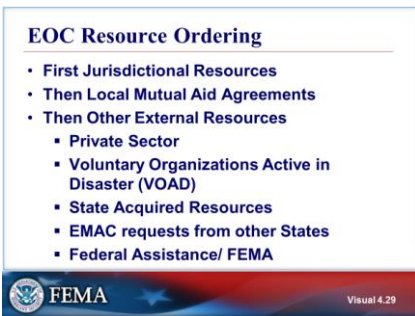 EOC Resource Ordering
• First Jurisdictional Resources
• Then Local Mutual Aid Agreements
• Then Other External Resources
▪ Private Sector
▪ Voluntary Organizations Active in
Disaster (VOAD)
▪ State Acquired Resources
▪ EMAC requests from other States
▪ Federal Assistance/ FEMA
FEMA
Visual 4.29